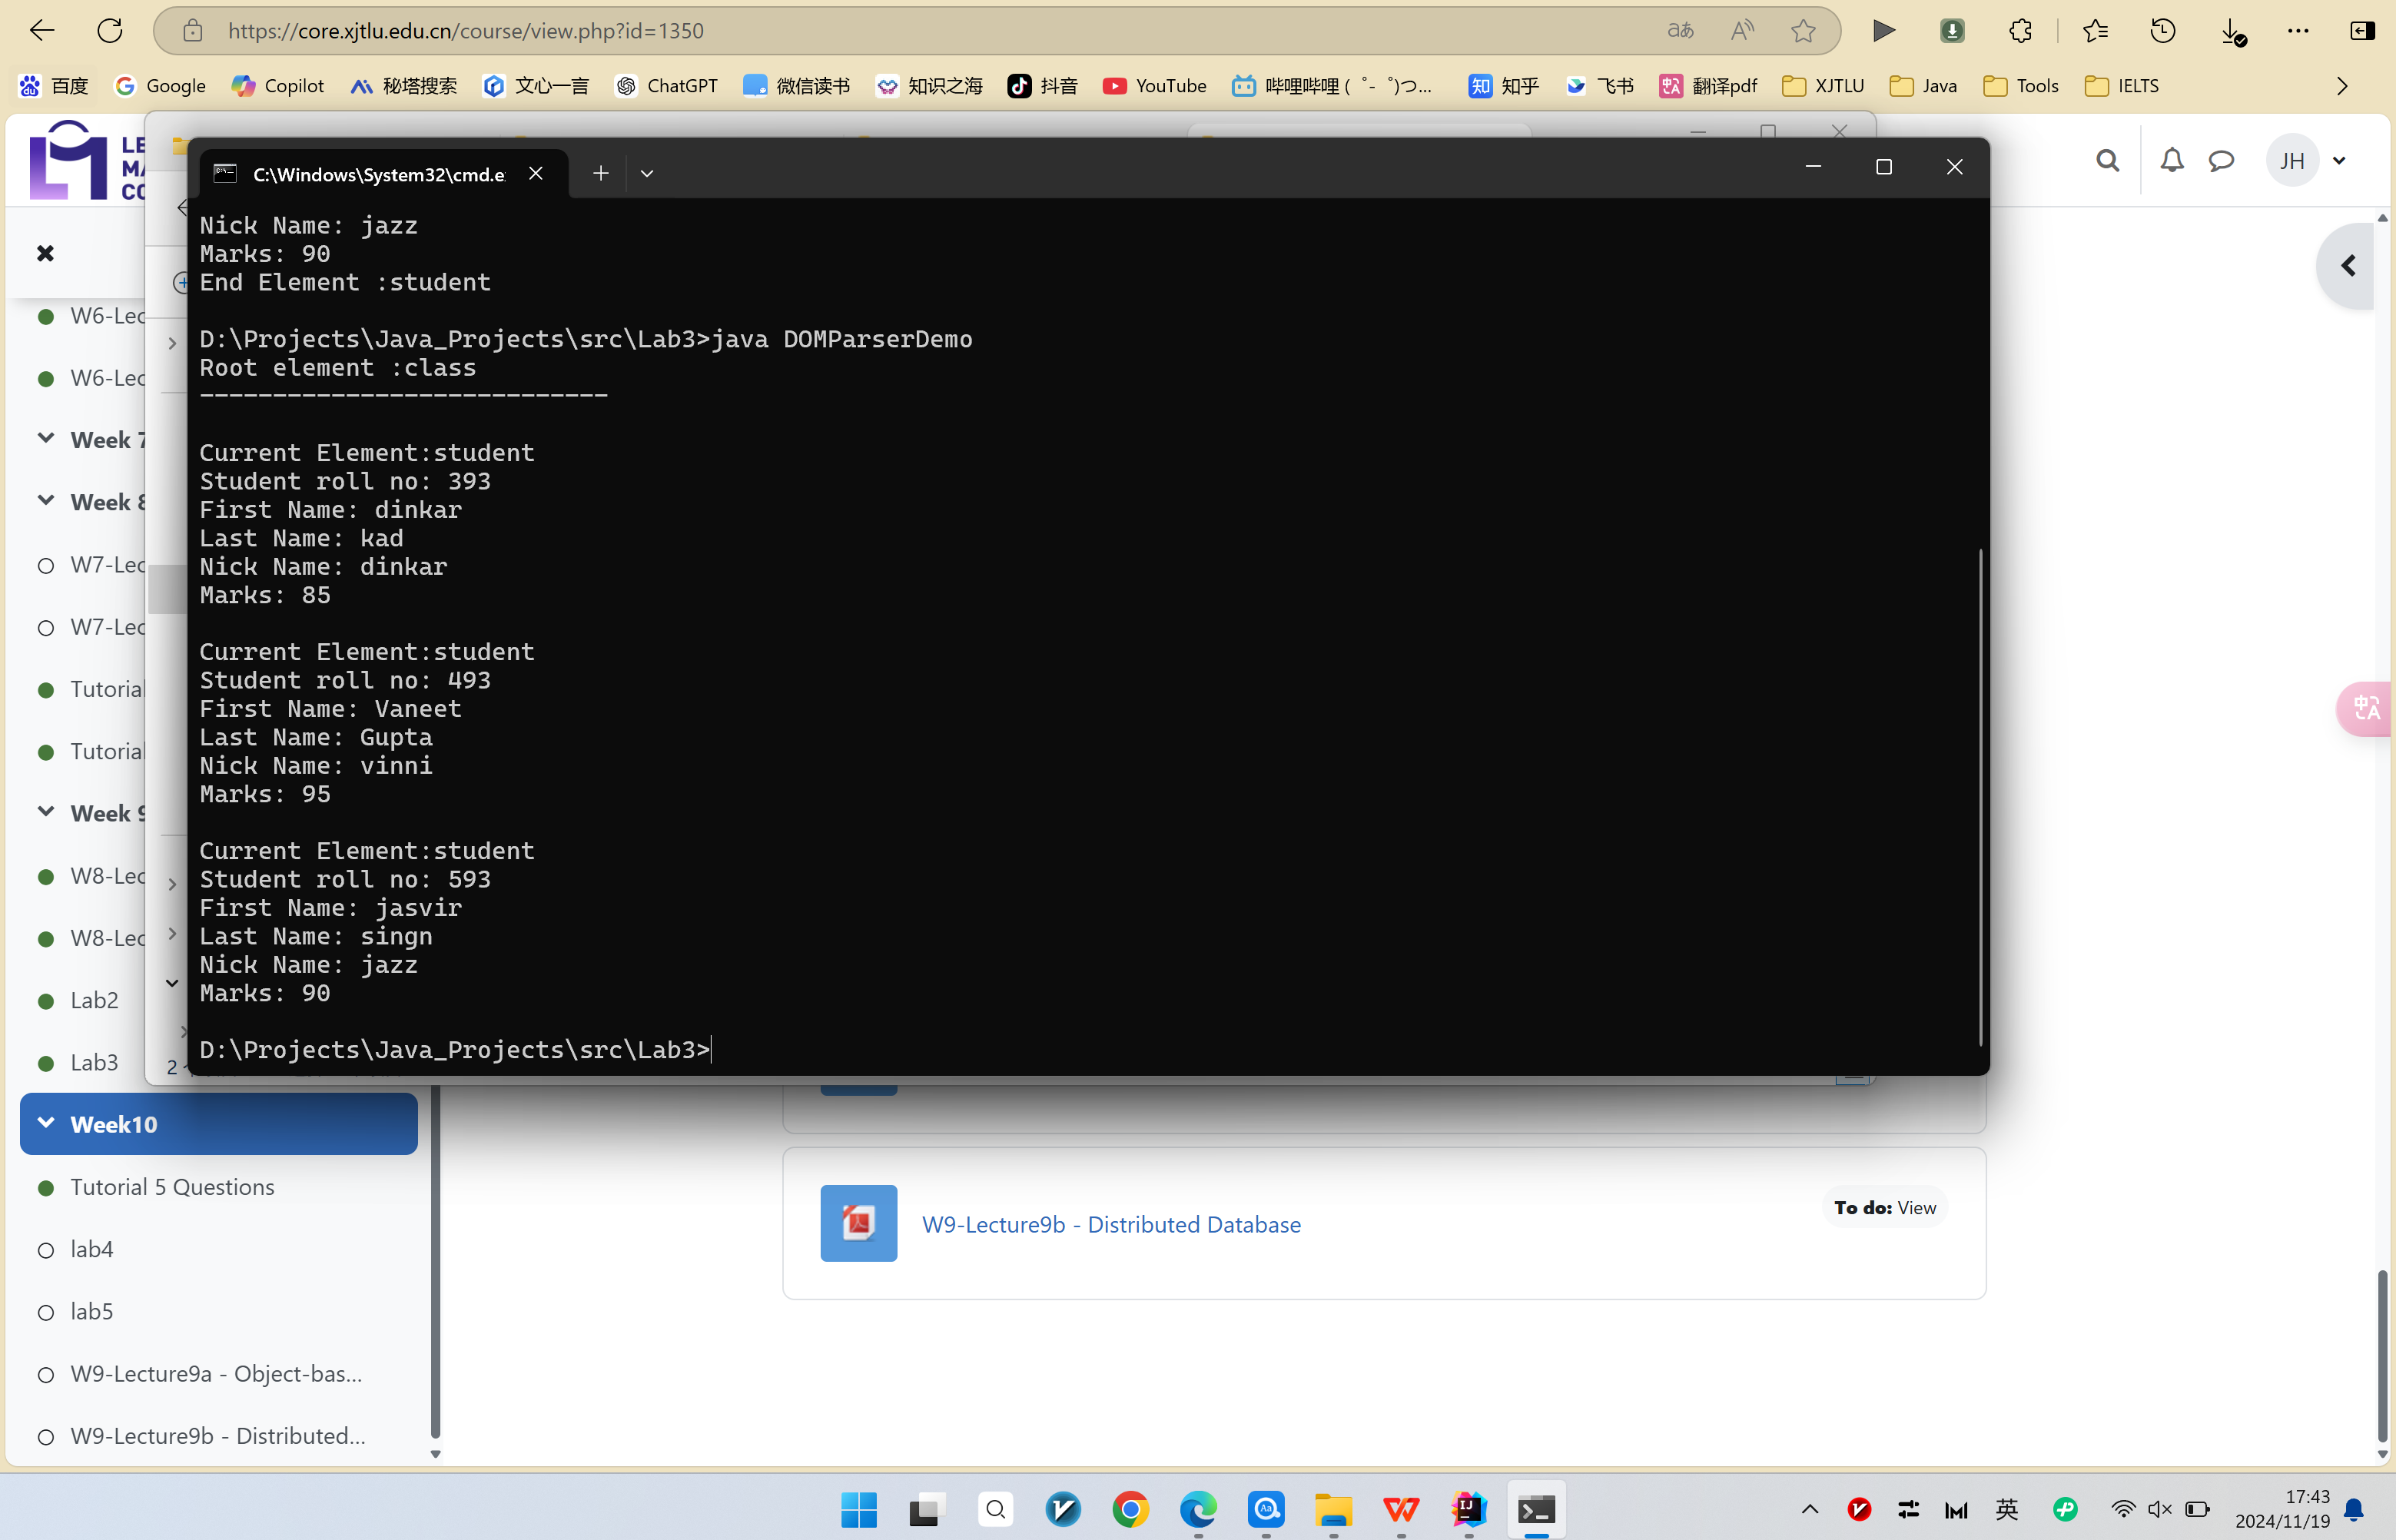 https://core.xjtlu.edu.cn/course/view.php?id=1350
百度
Google
Copilot
秘塔搜索
文心一言
ChatGPT
微信读书
知识之海
抖音
YouTube
哔哩哔哩 ( ゜- ゜)つ...
知乎
飞书
翻译pdf
XJTLU
Java
Tools
IELTS
JH
C:\Windows\System32\cmd.e
Nick Name: jazz
Marks: 90
End Element :student
D:\Projects\Java_Projects\src\Lab3>java DOMParserDemo
Root element :class
----------------------------
Current Element:student
Student roll no: 393
First Name: dinkar
Last Name: kad
Nick Name: dinkar
Marks: 85
Current Element:student
Student roll no: 493
First Name: Vaneet
Last Name: Gupta
Nick Name: vinni
Marks: 95
Current Element:student
Student roll no: 593
First Name: jasvir
Last Name: singn
Nick Name: jazz
Marks: 90
D:\Projects\Java_Projects\src\Lab3>
W6-Lec
W6-Lec
Week 7
Week 8
W7-Lec
W7-Lec
Tutorial
Tutorial
Week 9
W8-Lec
W8-Lec
Lab2
Lab3
Week10
Tutorial 5 Questions
lab4
lab5
W9-Lecture9a - Object-bas...
W9-Lecture9b - Distributed...
W9-Lecture9b - Distributed Database
To do: View
英
17:43
2024/11/19